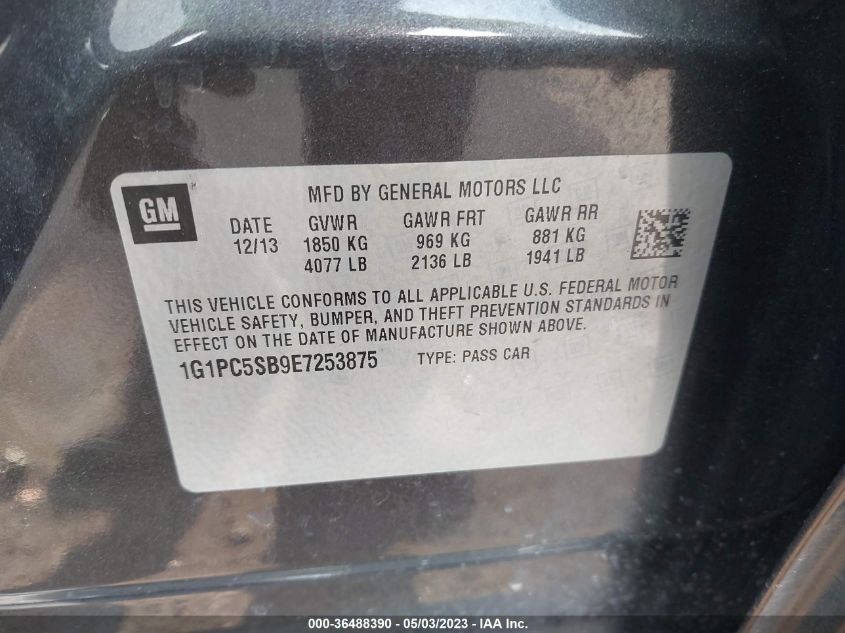 GM
MFD BY GENERAL MOTORS LLC
DATE GVWR GAWR FRT GAWR RR
12/13 1850 KG 969 KG 881 KG
4077 LB 2136 LB 1941 LB
THIS VEHICLE CONFORMS TO ALL APPLICABLE U.S. FEDERAL MOTOR
VEHICLE SAFETY, BUMPER, AND THEFT PREVENTION STANDARDS IN
EFFECT ON THE DATE OF MANUFACTURE SHOWN ABOVE.
1G1PC5SB9E7253875 TYPE: PASS CAR
000-36488390 - 05/03/2023 - IAA Inc.